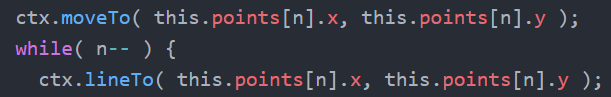 ctx.moveTo( this.points[n].x, this.points[n].y );
while( n-- ) {
ctx.lineTo( this.points[n].x, this.points[n].y );